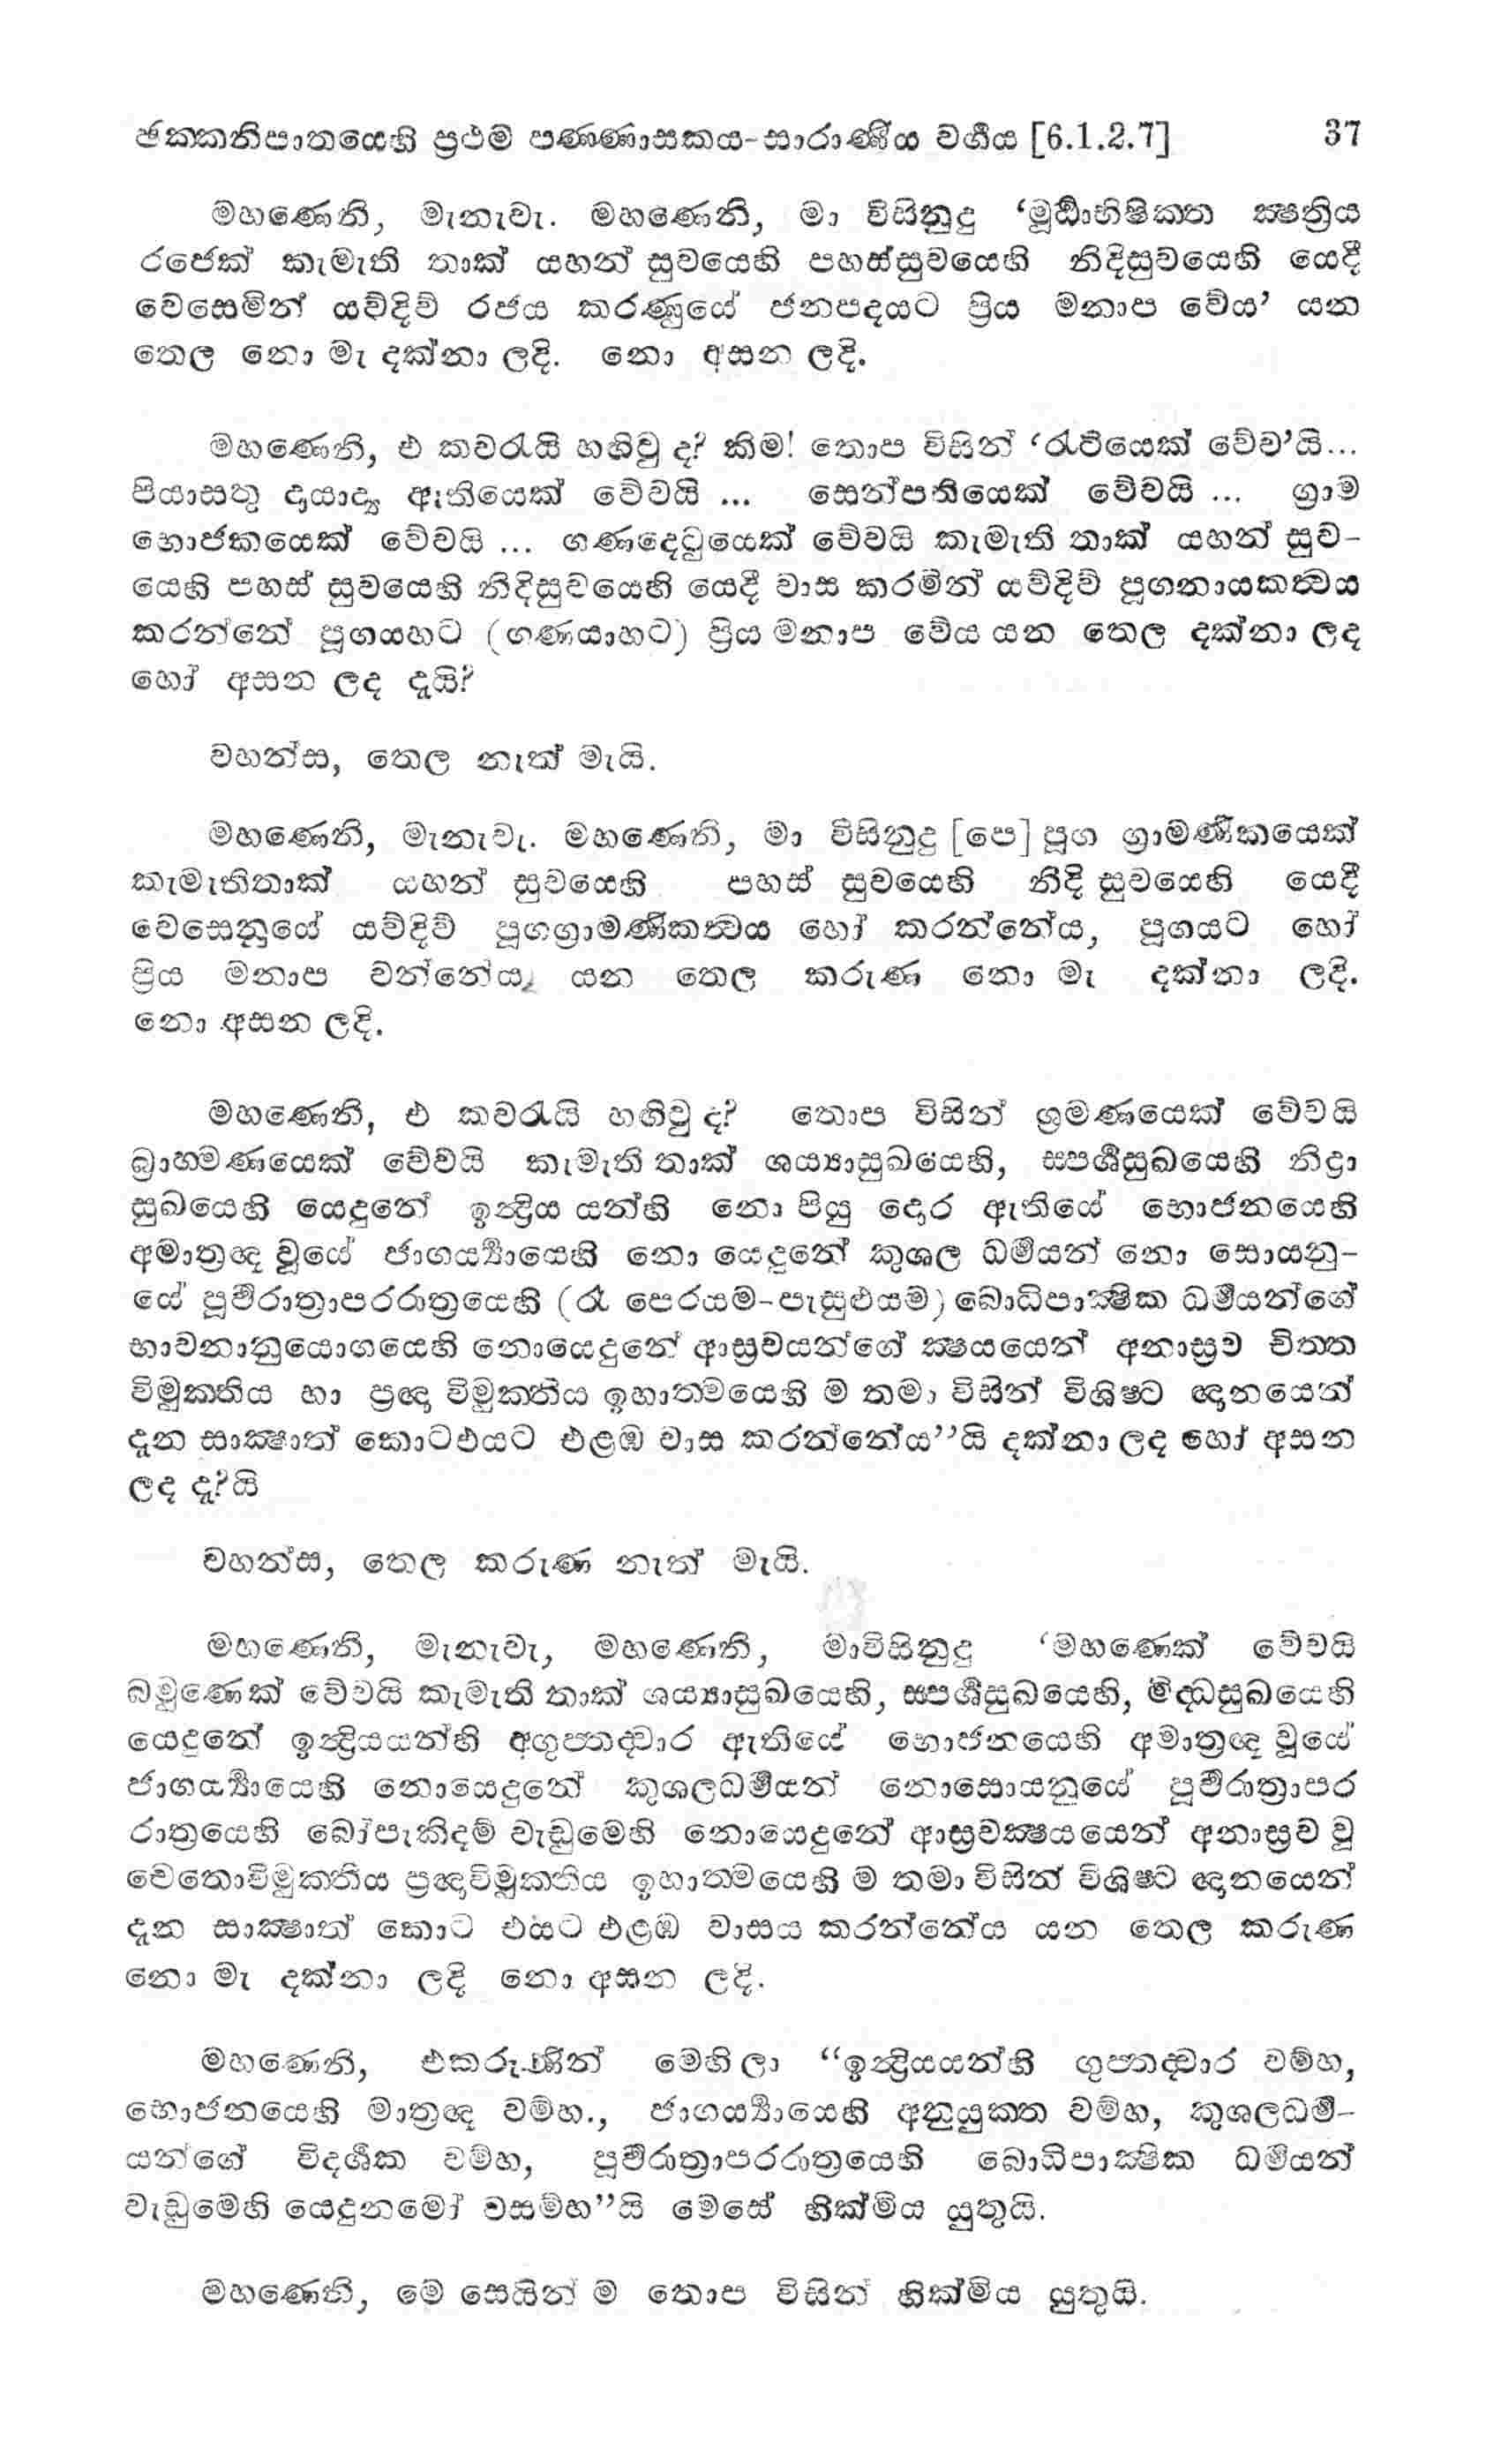 ඡක්කනිපාතයෙහි ප්‍රථම පණ්ණාසකය-සාරාණීය වර්ගය [6.1.2.7] 37
මහණෙනි, මැනැවැ. මහණෙනි, මා විසිනුදු ‘මූර්ධාභිෂික්ත ක්‍ෂත්‍රිය
රජෙක් කැමැති තාක් යහන් සුවයෙහි පහස්සුවයෙහි නිදිසුවයෙහි යෙදී
වෙසෙමින් යව්දිව් රජය කරණුයේ ජනපදයට ප්‍රිය මනාප වේය’ යන
තෙල නො මැ දක්නා ලදි. නො අසන ලදි.
මහණෙනි, එ කවරැයි හඟිවු ද? කිම! තොප විසින් ‘රැටියෙක් වේව’යි...
පියාසතු දායාද්‍ය ඇතියෙක් වේවයි ... සෙන්පතියෙක් වේවයි ... ග්‍රාම
භොජකයෙක් වේවයි ... ගණදෙටුයෙක් වේවයි කැමැති තාක් යහන් සුව-
යෙහි පහස් සුවයෙහි නිදිසුවයෙහි යෙදී වාස කරමින් යව්දිව් පූගනායකත්‍වය
කරන්නේ පූගයහට (ගණයාහට) ප්‍රිය මනාප වේය යන තෙල දක්නා ලද
හෝ අසන ලද දැයි?
වහන්ස, තෙල නැත් මැයි.
මහණෙනි, මැනැවැ. මහණෙනි, මා විසිනුදු [පෙ] පූග ග්‍රාමණිකයෙක්
කැමැතිතාක් යහන් සුවයෙහි පහස් සුවයෙහි නිදි සුවයෙහි යෙදී
වෙසෙනුයේ යව්දිව් පූගග්‍රාමණිකත්‍වය හෝ කරන්නේය, පූගයට හෝ
ප්‍රිය මනාප වන්නේය, යන තෙල කරුණ නො මැ දක්නා ලදි.
නො අසන ලදි.
මහණෙනි, එ කවරැයි හඟිවු ද? තොප විසින් ශ්‍රමණයෙක් වේවයි
බ්‍රාහ්මණයෙක් වේවයි කැමැති තාක් ශය්‍යාසුඛයෙහි, ස්පර්ශසුඛයෙහි නිද්‍රා
සුඛයෙහි යෙදුනේ ඉන්‍ද්‍රිය යන්හි නො පියු දොර ඇතියේ භොජනයෙහි
අමාත්‍රඥ වූයේ ජාගර්‍ය්‍යායෙහි නො යෙදුනේ කුශල ධර්මයන් නො සොයනු-
යේ පූර්වරාත්‍රාපරරාත්‍රයෙහි (රෑ පෙරයම-පැසුළුයම) බොධිපාක්‍ෂික ධර්මයන්ගේ
භාවනානුයොගයෙහි නොයෙදුනේ ආස්‍රවයන්ගේ ක්‍ෂයයෙන් අනාස්‍රව චිත්ත
විමුක්තිය හා ප්‍රඥා විමුක්තිය ඉහාත්මයෙහි ම තමා විසින් විශිෂ්ට ඥානයෙන්
දැන සාක්‍ෂාත් කොටඑයට එළඹ වාස කරන්නේය”යි දක්නා ලද හෝ අසන
ලද දැ?යි
වහන්ස, තෙල කරුණ නැත් මැයි.
මහණෙනි, මැනැවැ, මහණෙනි, මාවිසිනුදු ‘මහණෙක් වේවයි
බමුණෙක් වේවයි කැමැති තාක් ශය්‍යාසුඛයෙහි, ස්පර්ශසුඛයෙහි, මිද්ධසුඛයෙහි
යෙදුනේ ඉන්‍ද්‍රියයන්හි අගුප්තද්වාර ඇතියේ භොජනයෙහි අමාත්‍රඥ වූයේ
ජාගර්‍ය්‍යායෙහි නොයෙදුනේ කුශලධර්මයන් නොසොයනුයේ පූර්වරාත්‍රාපර
රාත්‍රයෙහි බෝපැකිදම් වැඩුමෙහි නොයෙදුනේ ආස්‍රවක්‍ෂයයෙන් අනාස්‍රව වූ
චෙතොවිමුක්තිය ප්‍රඥාවිමුක්තිය ඉහාත්මයෙහි ම තමා විසින් විශිෂ්ට ඥානයෙන්
දැන සාක්‍ෂාත් කොට එයට එළඹ වාසය කරන්නේය යන තෙල කරුණ
නො මැ දක්නා ලදි නො අසන ලදි.
මහණෙනි, එකරුණින් මෙහි ලා “ඉන්‍ද්‍රියයන්හි ගුප්තද්වාර වම්හ,
භොජනයෙහි මාත්‍රඥ වම්හ., ජාගර්‍ය්‍යායෙහි අනුයුක්ත වම්හ, කුශලධර්ම-
යන්ගේ විදර්ශක වම්හ, පූර්වරාත්‍රාපරරාත්‍රයෙහි බොධිපාක්‍ෂික ධර්මයන්
වැඩුමෙහි යෙදුනමෝ වසම්හ”යි මෙසේ හික්මිය යුතුයි.
මහණෙනි, මෙ සෙයින් ම තොප විසින් හික්මිය යුතුයි.